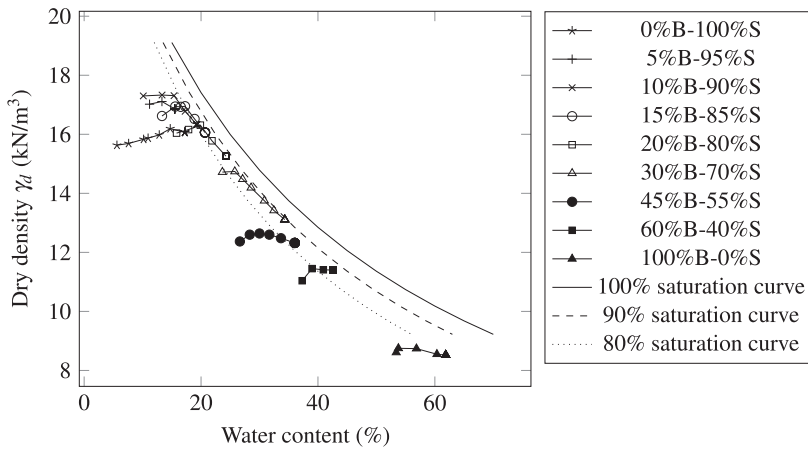 20
18
16
14
12
10
8
0
20
40
60
Dry density γd (kN/m³)
Water content (%)
0%B-100%S
5%B-95%S
10%B-90%S
15%B-85%S
20%B-80%S
30%B-70%S
45%B-55%S
60%B-40%S
100%B-0%S
100% saturation curve
90% saturation curve
80% saturation curve